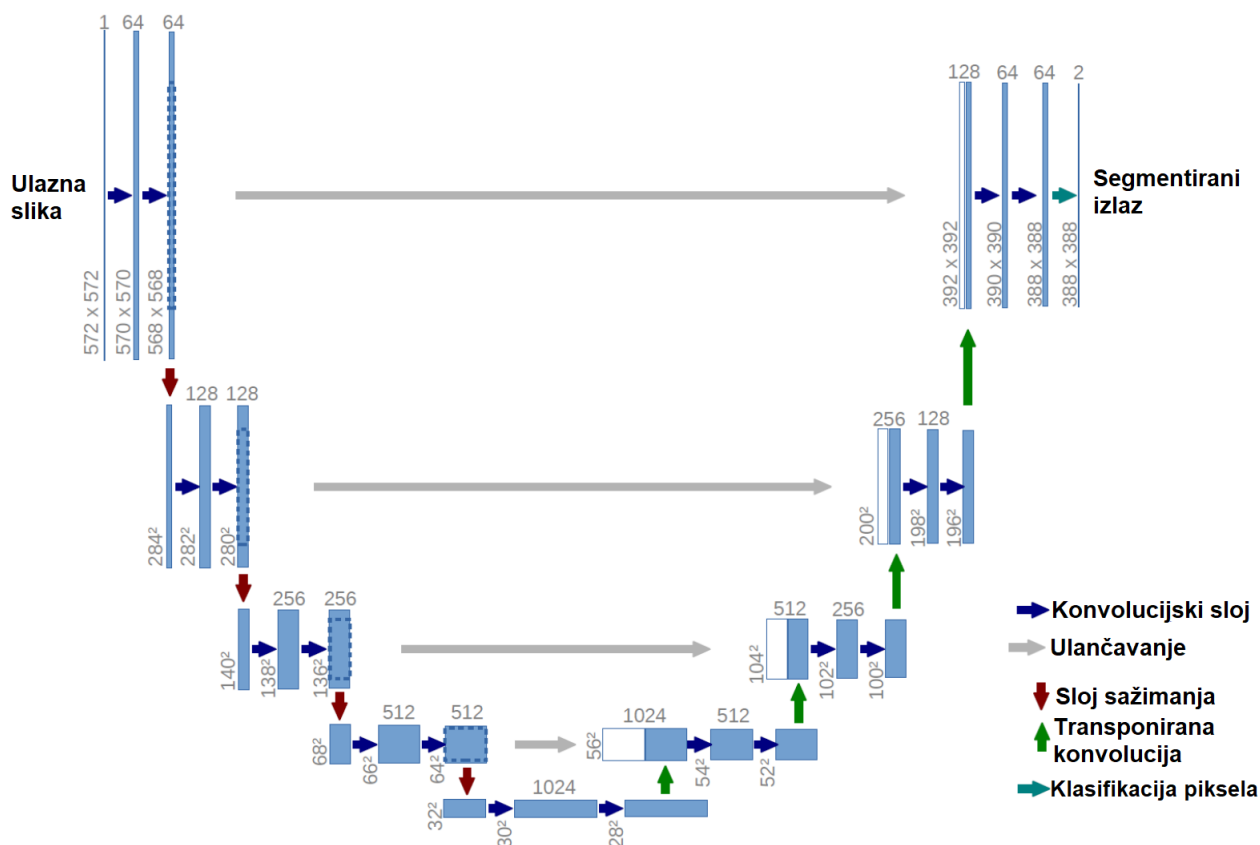 1 64 64
128 64 64 2
Ulazna
slika
Segmentirani
izlaz
572 x 572
570 x 570
568 x 568
392 x 392
390 x 390
388 x 388
388 x 388
128 128
256 128
284²
282²
280²
200²
198²
196²
256 256
512 256
140²
138²
136²
104²
102²
100²
512 512
1024 512
68²
66²
64²
56²
54²
52²
1024
32²
30²
28²
Konvolucijski sloj
Ulančavanje
Sloj sažimanja
Transponirana
konvolucija
Klasifikacija piksela